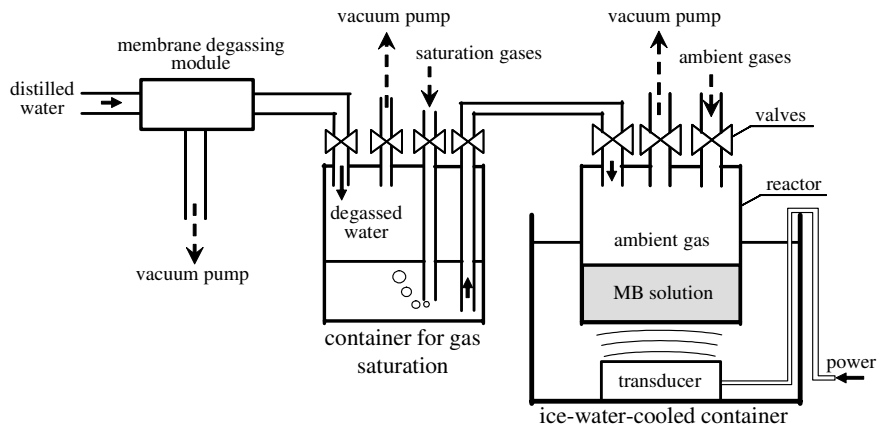 vacuum pump
vacuum pump
membrane degassing
module
saturation gases
ambient gases
distilled
water
valves
reactor
degassed
water
ambient gas
vacuum pump
MB solution
container for gas
saturation
power
transducer
ice-water-cooled container